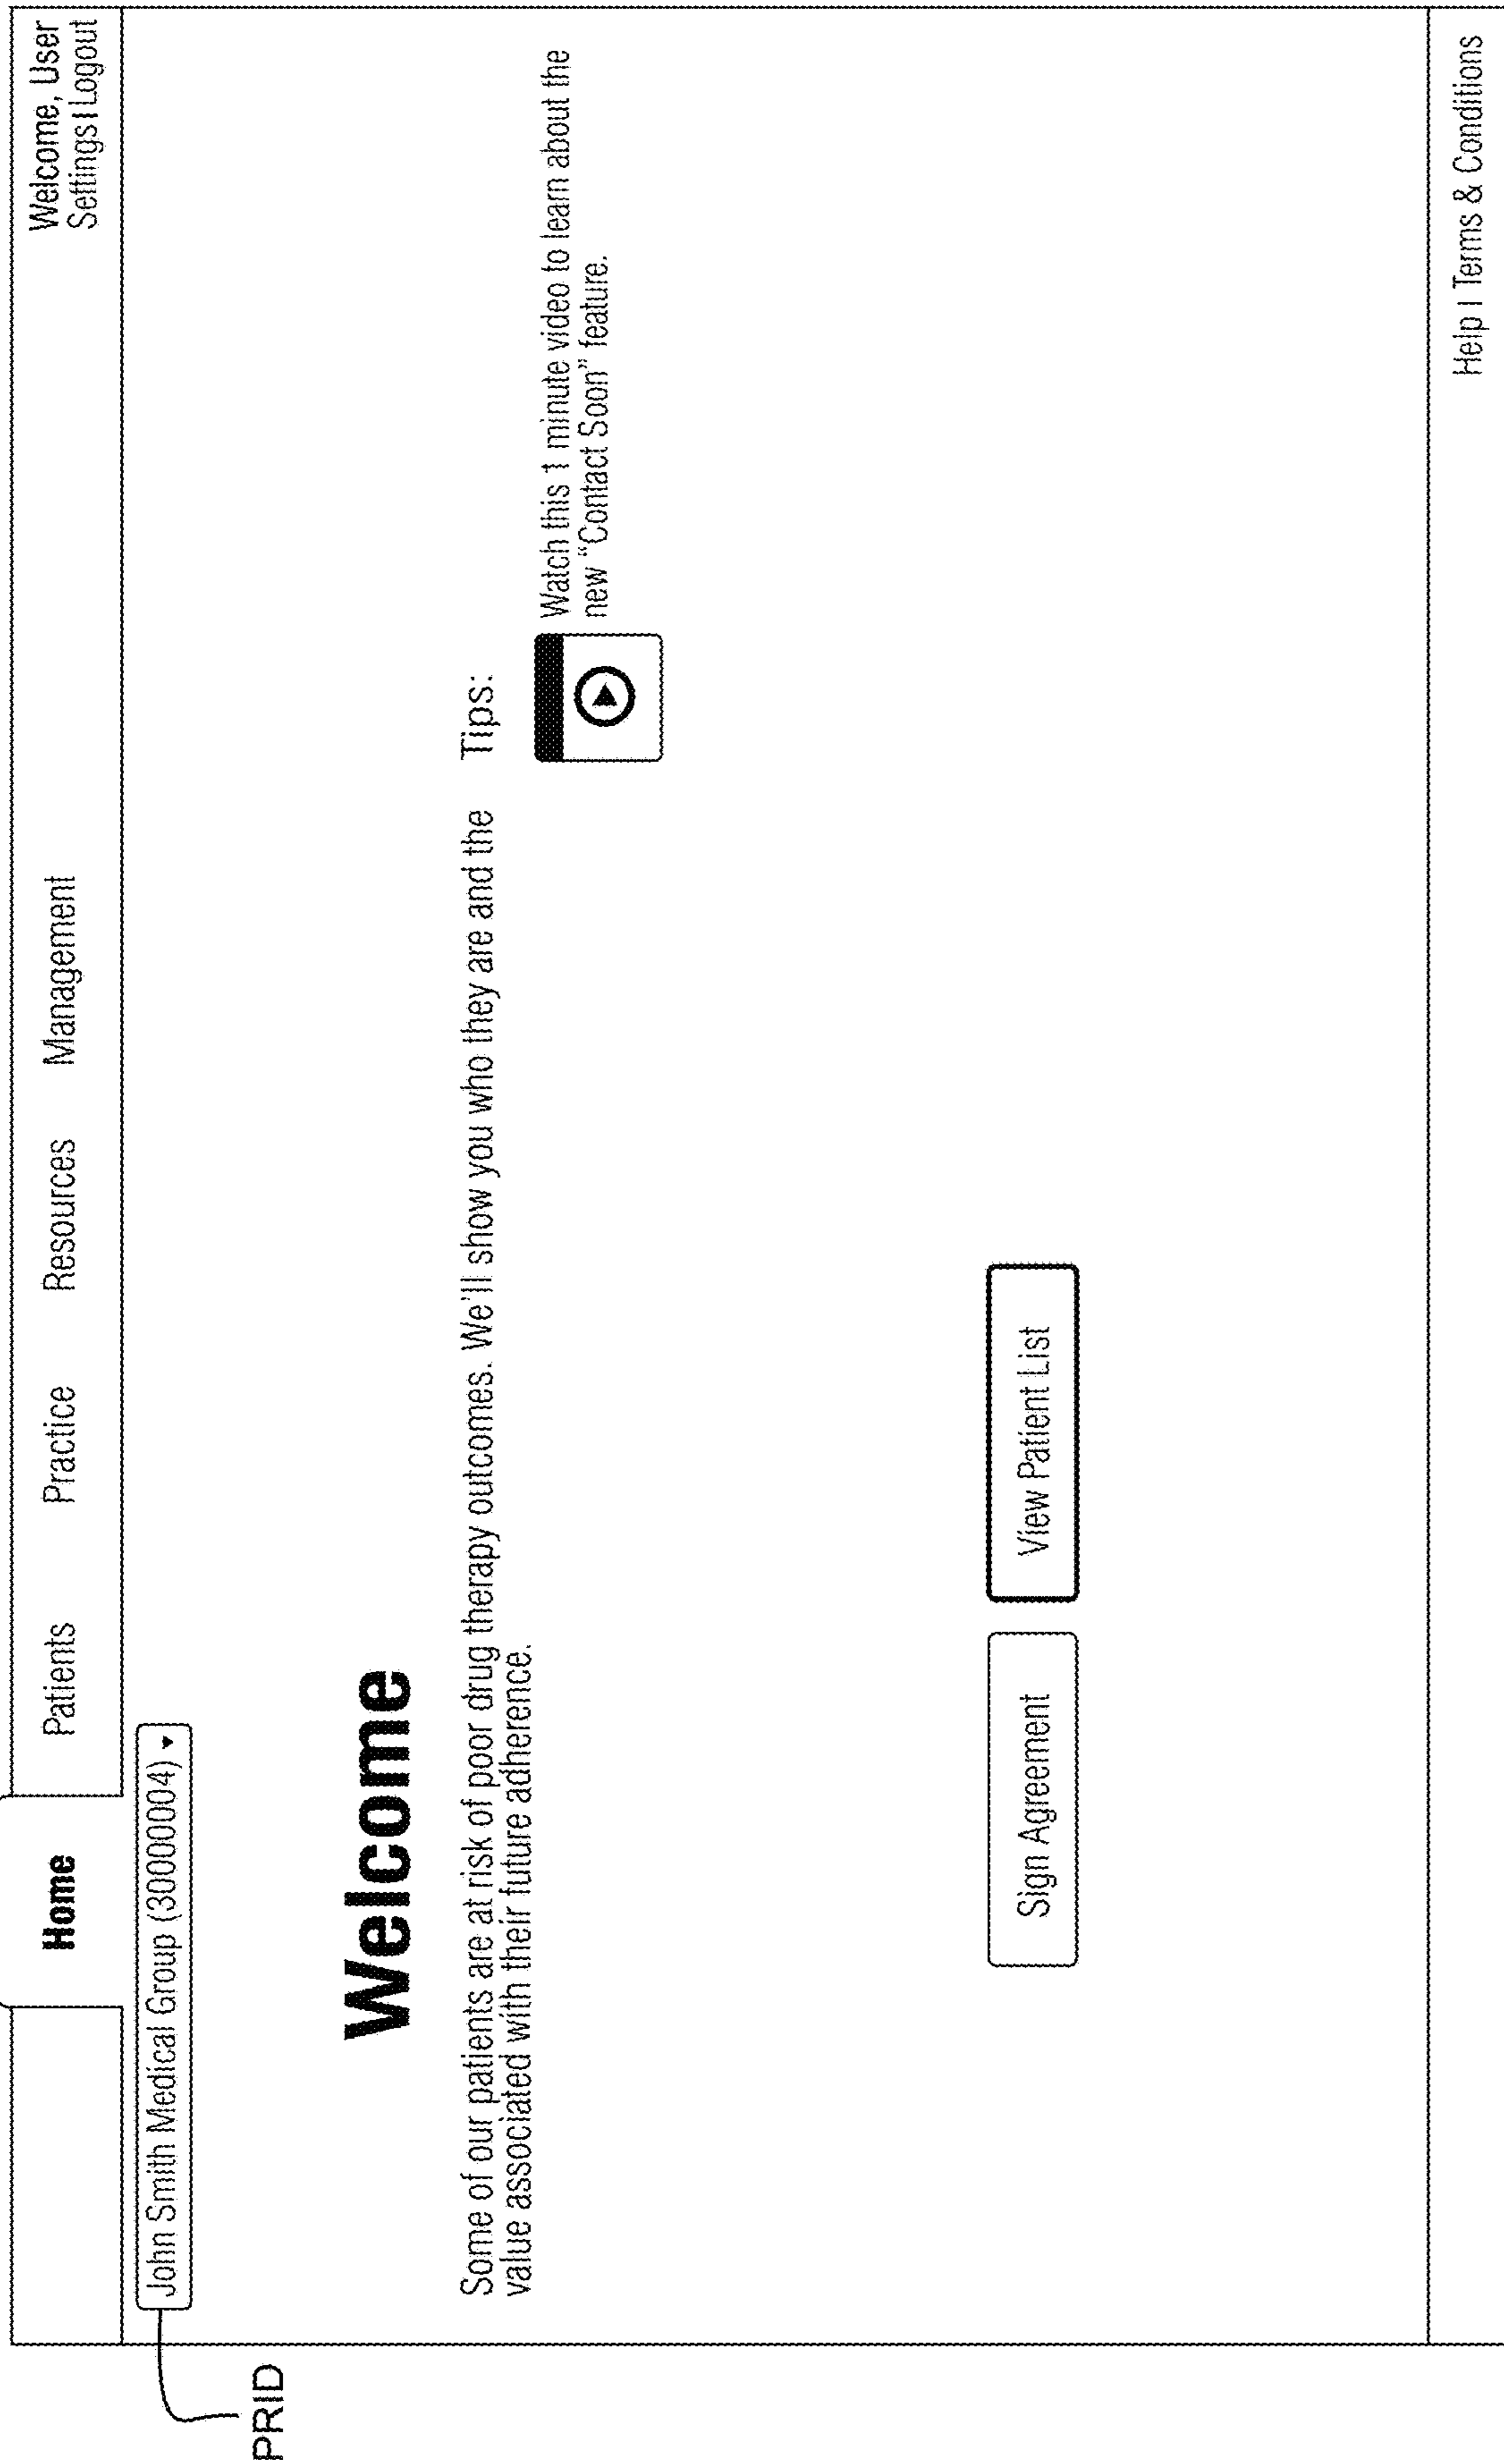 Welcome, User
Settings | Logout
Home
Patients
Practice
Resources
Management
John Smith Medical Group (3000004)
PRID
Welcome
Some of our patients are at risk of poor drug therapy outcomes. We'll show you who they are and the
value associated with their future adherence.
Tips:
Watch this 1 minute video to learn about the
new “Contact Soon” feature.
Sign Agreement
View Patient List
Help | Terms & Conditions